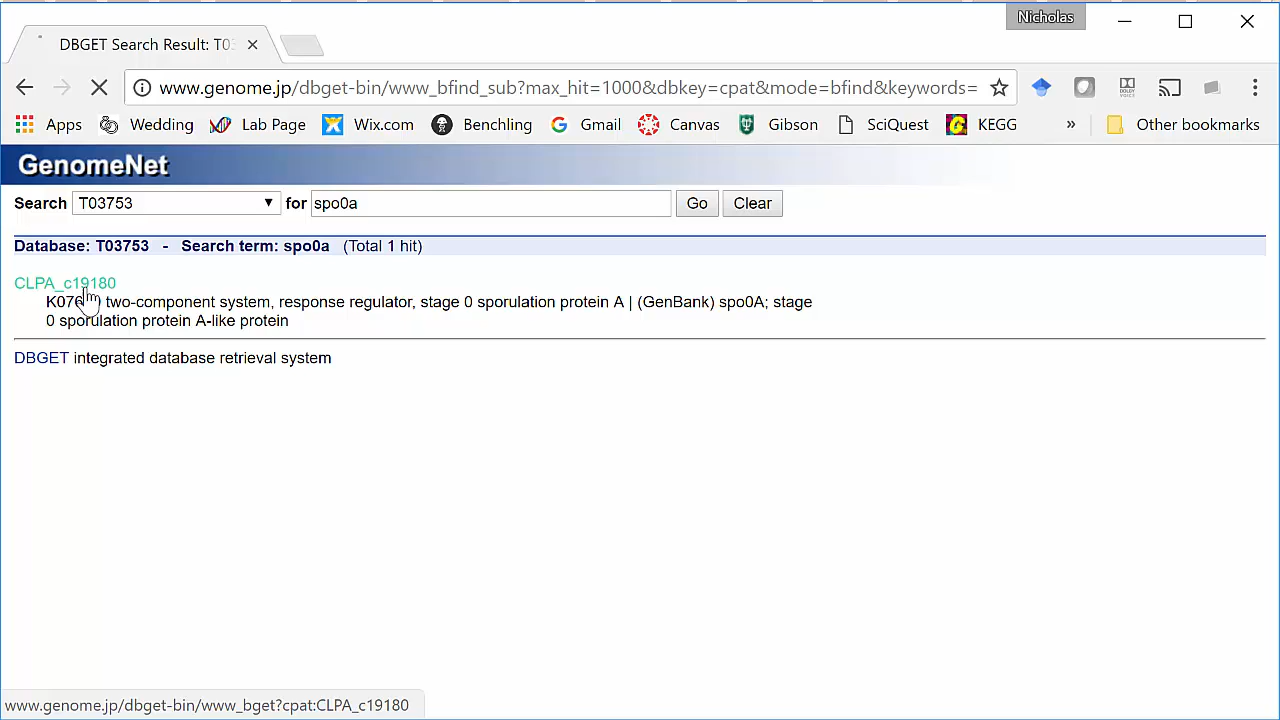 Nicholas
DBGET Search Result: T03
www.genome.jp/dbget-bin/www_bfind_sub?max_hit=1000&dbkey=cpat&mode=bfind&keywords=
Apps Wedding Lab Page Wix.com Benchling Gmail Canvas Gibson SciQuest KEGG » Other bookmarks
GenomeNet
Search T03753 for spo0a Go Clear
Database: T03753 - Search term: spo0a (Total 1 hit)
CLPA_c19180
two-component system, response regulator, stage 0 sporulation protein A | (GenBank) spo0A; stage
0 sporulation protein A-like protein
DBGET integrated database retrieval system
www.genome.jp/dbget-bin/www_bget?cpat:CLPA_c19180